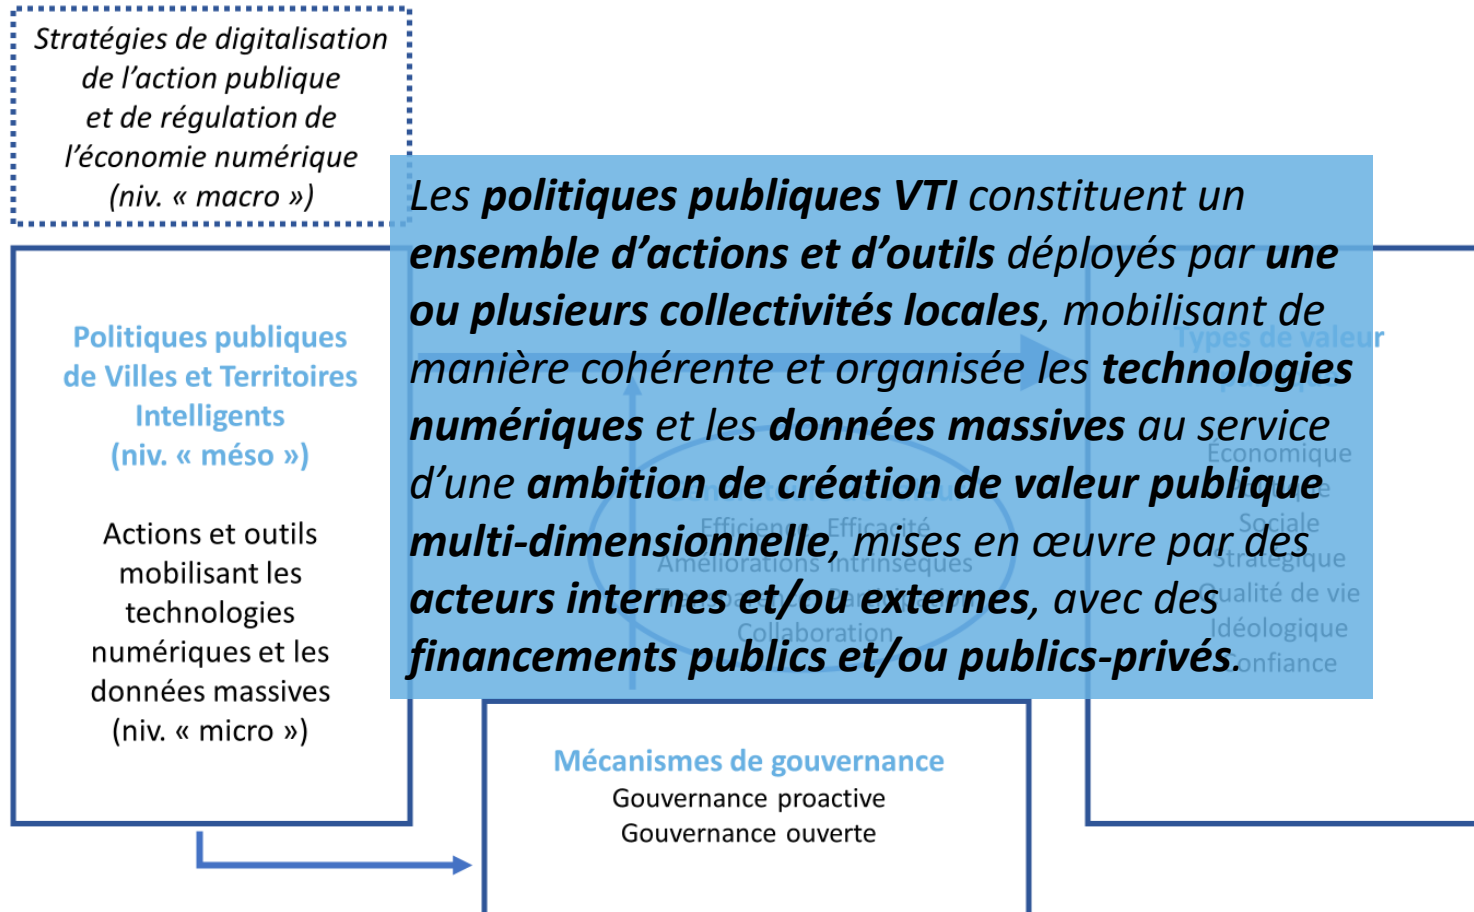 Stratégies de digitalisation
de l’action publique
et de régulation de
l’économie numérique
(niv. « macro »)
Politiques publiques
de Villes et Territoires
Intelligents
(niv. « méso »)
Actions et outils
mobilisant les
technologies
numériques et les
données massives
(niv. « micro »)
Les politiques publiques VTI constituent un
ensemble d’actions et d’outils déployés par une
ou plusieurs collectivités locales, mobilisant de
manière cohérente et organisée les technologies
numériques et les données massives au service
d’une ambition de création de valeur publique
multi-dimensionnelle, mises en œuvre par des
acteurs internes et/ou externes, avec des
financements publics et/ou publics-privés.
Efficience Efficacité
Améliorations intrinsèques
Collaboration
Types de valeur
Économique
Sociale
Stratégique
Qualité de vie
Idéologique
Confiance
Mécanismes de gouvernance
Gouvernance proactive
Gouvernance ouverte